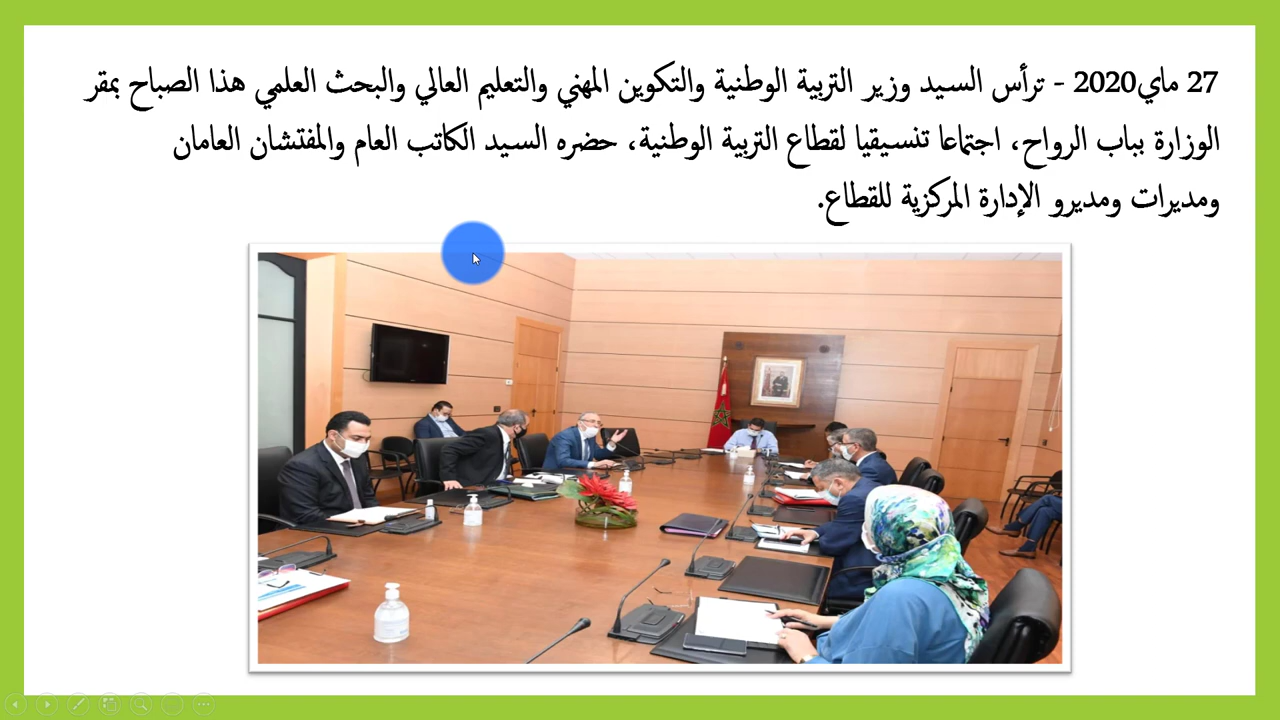 27 ماي2020 - ترأس السيد وزير التربية الوطنية والتكوين المهني والتعليم العالي والبحث العلمي هذا الصباح بمقر
الوزارة بباب الرواح، اجتماعا تنسيقيا لقطاع التربية الوطنية، حضره السيد الكاتب العام والمفتشان العامان
ومديرات ومديرو الإدارة المركزية للقطاع.